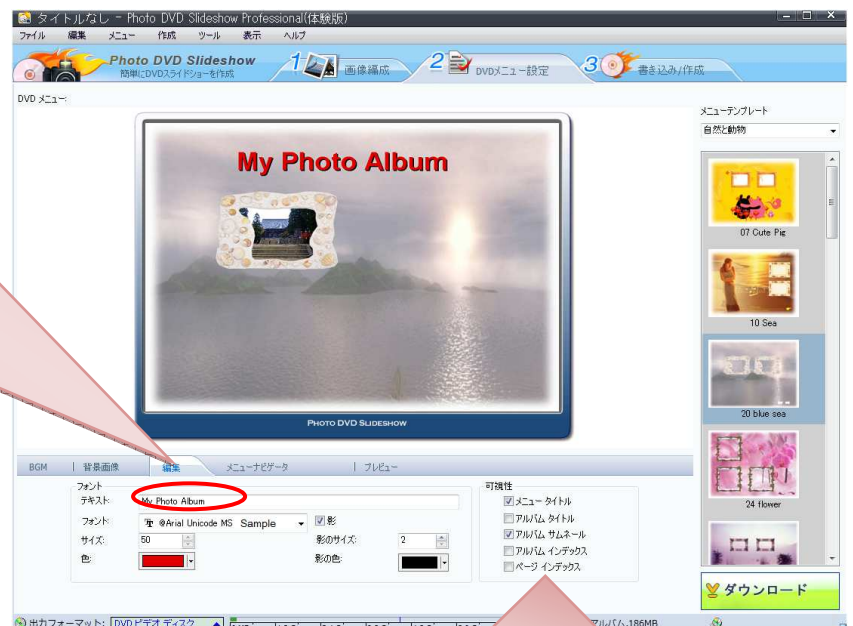 タイトルなし - Photo DVD Slideshow Professional(体験版)
ファイル 編集 メニュー 作成 ツール 表示 ヘルプ
Photo DVD Slideshow
簡単にDVDスライドショーを作成
1 画像編成
2 DVDメニュー設定
3 書き込み/作成
DVD メニュー:
メニューテンプレート
自然と動物
My Photo Album
PHOTO DVD SLIDESHOW
07 Cute Pig
10 Sea
20 blue sea
24 flower
BGM 背景画像 編集 メニューナビゲータ プレビュー
フォント
テキスト: My Photo Album
フォント: @Arial Unicode MS Sample 影
サイズ: 50 影のサイズ: 2
色: 影の色:
可視性
メニュー タイトル
アルバム タイトル
アルバム サムネール
アルバム インデックス
ページ インデックス
ダウンロード
出力フォーマット: DVD ビデオ ディスク アルバム,186MB